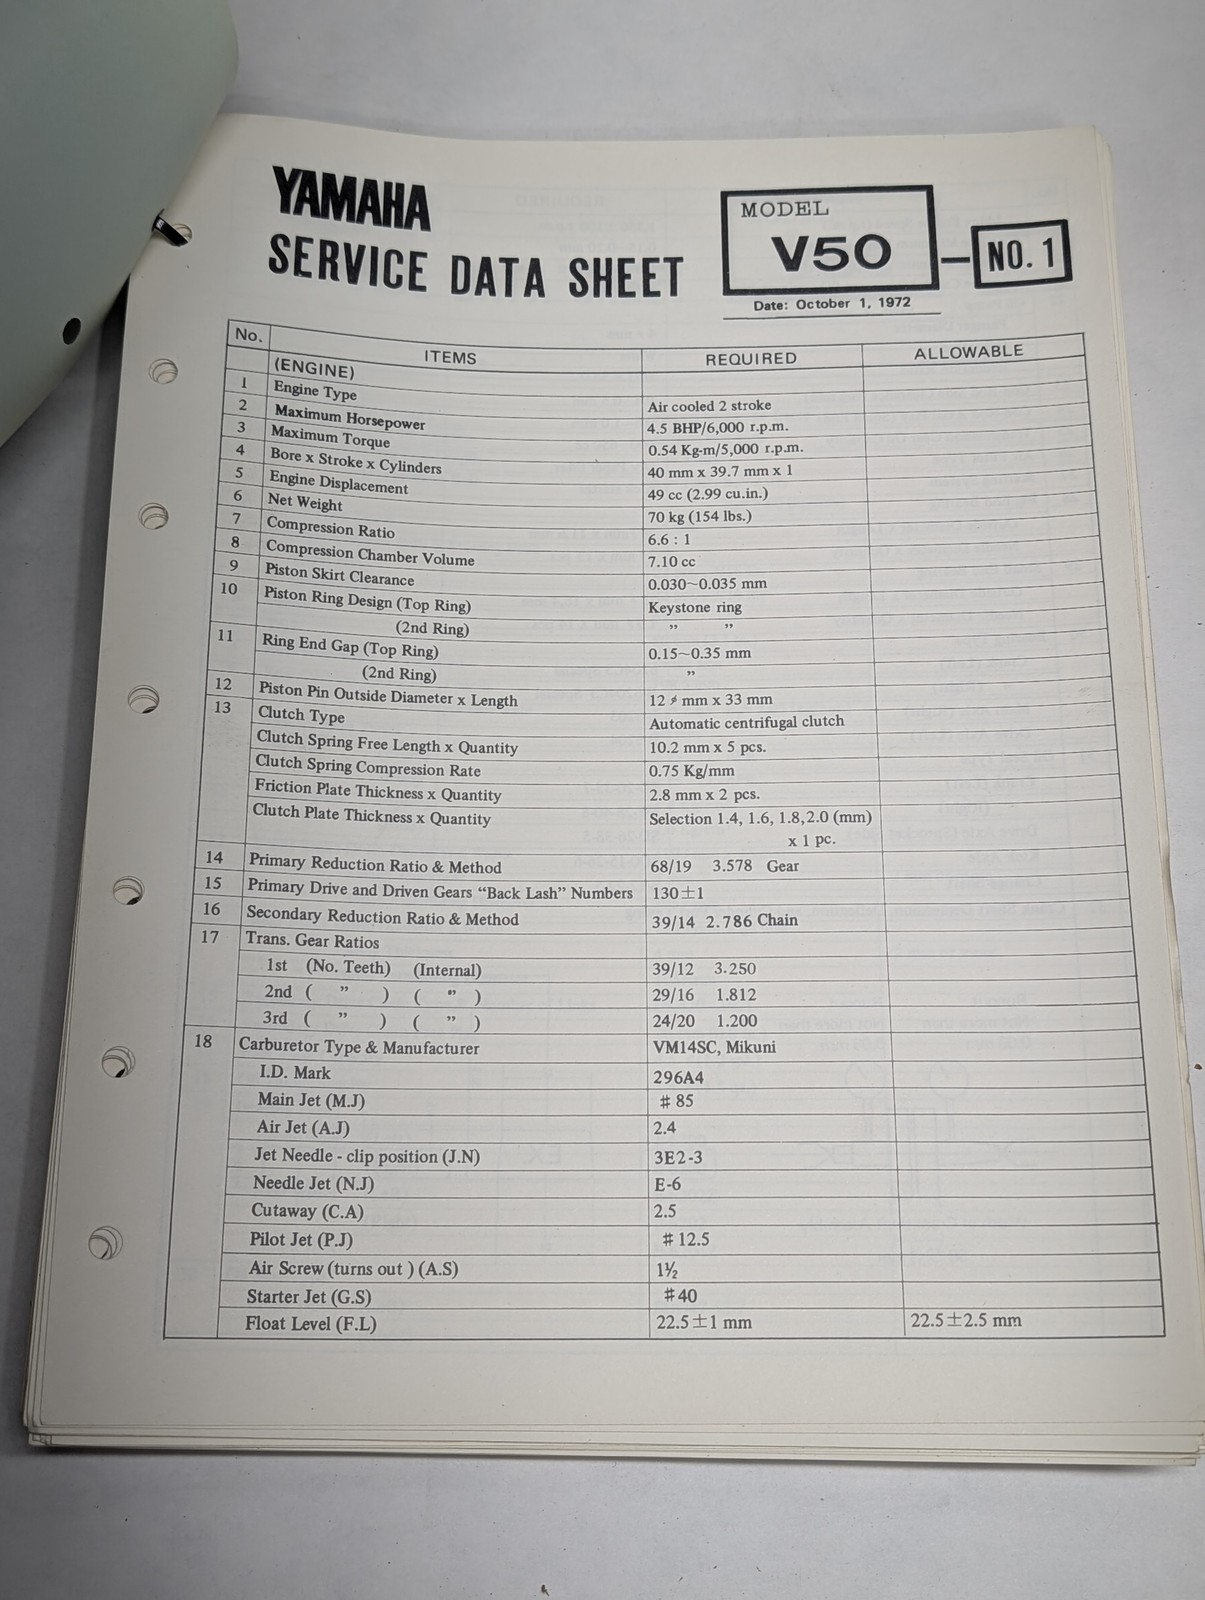 YAMAHA
SERVICE DATA SHEET
MODEL
V50
— NO. 1
Date: October 1, 1972
No. ITEMS REQUIRED ALLOWABLE
(ENGINE)
1 Engine Type Air cooled 2 stroke
2 Maximum Horsepower 4.5 BHP/6,000 r.p.m.
3 Maximum Torque 0.54 Kg-m/5,000 r.p.m.
4 Bore x Stroke x Cylinders 40 mm x 39.7 mm x 1
5 Engine Displacement 49 cc (2.99 cu.in.)
6 Net Weight 70 kg (154 lbs.)
7 Compression Ratio 6.6 : 1
8 Compression Chamber Volume 7.10 cc
9 Piston Skirt Clearance 0.030~0.035 mm
10 Piston Ring Design (Top Ring) Keystone ring
(2nd Ring) ” ”
11 Ring End Gap (Top Ring) 0.15~0.35 mm
(2nd Ring) ”
12 Piston Pin Outside Diameter x Length 12 ø mm x 33 mm
13 Clutch Type Automatic centrifugal clutch
Clutch Spring Free Length x Quantity 10.2 mm x 5 pcs.
Clutch Spring Compression Rate 0.75 Kg/mm
Friction Plate Thickness x Quantity 2.8 mm x 2 pcs.
Clutch Plate Thickness x Quantity Selection 1.4, 1.6, 1.8,2.0 (mm)
x 1 pc.
14 Primary Reduction Ratio & Method 68/19 3.578 Gear
15 Primary Drive and Driven Gears “Back Lash” Numbers 130±1
16 Secondary Reduction Ratio & Method 39/14 2.786 Chain
17 Trans. Gear Ratios
1st (No. Teeth) (Internal) 39/12 3.250
2nd ( ” ) ( ” ) 29/16 1.812
3rd ( ” ) ( ” ) 24/20 1.200
18 Carburetor Type & Manufacturer VM14SC, Mikuni
I.D. Mark 296A4
Main Jet (M.J) # 85
Air Jet (A.J) 2.4
Jet Needle - clip position (J.N) 3E2-3
Needle Jet (N.J) E-6
Cutaway (C.A) 2.5
Pilot Jet (P.J) # 12.5
Air Screw (turns out ) (A.S) 1½
Starter Jet (G.S) #40
Float Level (F.L) 22.5±1 mm 22.5±2.5 mm